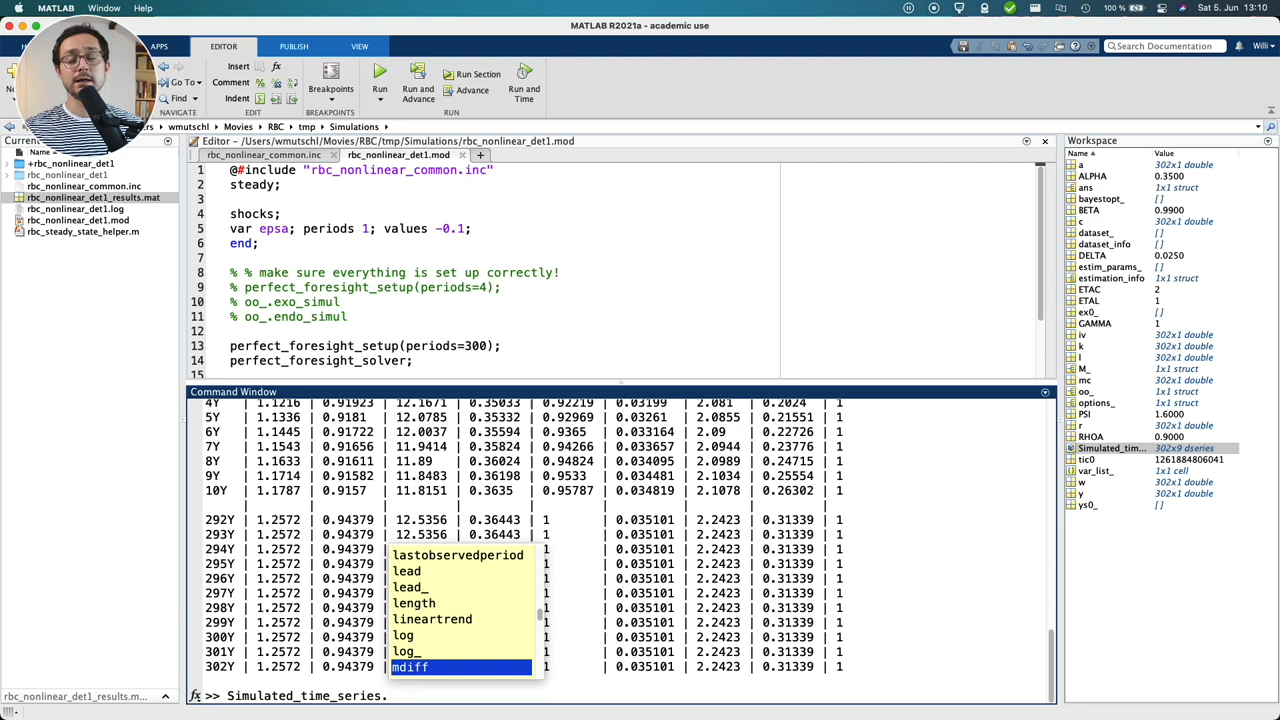 MATLAB Window Help
100 % Sat 5. Jun 13:10
MATLAB R2021a - academic use
APPS EDITOR PUBLISH VIEW
Search Documentation Willi
Insert fx
Comment
Indent
Go To
Find
Breakpoints
Run
Run and Advance
Run Section
Advance
Run and Time
NAVIGATE EDIT BREAKPOINTS RUN
wmutschl Movies RBC tmp Simulations
Name
+rbc_nonlinear_det1
rbc_nonlinear_det1
rbc_nonlinear_common.inc
rbc_nonlinear_det1_results.mat
rbc_nonlinear_det1.log
rbc_nonlinear_det1.mod
rbc_steady_state_helper.m
rbc_nonlinear_det1_results.m...
Editor - /Users/wmutschl/Movies/RBC/tmp/Simulations/rbc_nonlinear_det1.mod
rbc_nonlinear_common.inc rbc_nonlinear_det1.mod
1 @#include "rbc_nonlinear_common.inc"
2 steady;
3
4 shocks;
5 var epsa; periods 1; values -0.1;
6 end;
7
8 % % make sure everything is set up correctly!
9 % perfect_foresight_setup(periods=4);
10 % oo_.exo_simul
11 % oo_.endo_simul
12
13 perfect_foresight_setup(periods=300);
14 perfect_foresight_solver;
15
Command Window
4Y | 1.1216 | 0.91923 | 12.1671 | 0.35033 | 0.92219 | 0.03199 | 2.081 | 0.2024 | 1
5Y | 1.1336 | 0.9181 | 12.0785 | 0.35332 | 0.92969 | 0.03261 | 2.0855 | 0.21551 | 1
6Y | 1.1445 | 0.91722 | 12.0037 | 0.35594 | 0.9365 | 0.033164 | 2.09 | 0.22726 | 1
7Y | 1.1543 | 0.91656 | 11.9414 | 0.35824 | 0.94266 | 0.033657 | 2.0944 | 0.23776 | 1
8Y | 1.1633 | 0.91611 | 11.89 | 0.36024 | 0.94824 | 0.034095 | 2.0989 | 0.24715 | 1
9Y | 1.1714 | 0.91582 | 11.8483 | 0.36198 | 0.9533 | 0.034481 | 2.1034 | 0.25554 | 1
10Y | 1.1787 | 0.9157 | 11.8151 | 0.3635 | 0.95787 | 0.034819 | 2.1078 | 0.26302 | 1
| | | | | | | | |
292Y | 1.2572 | 0.94379 | 12.5356 | 0.36443 | 1 | 0.035101 | 2.2423 | 0.31339 | 1
293Y | 1.2572 | 0.94379 | 12.5356 | 0.36443 | 1 | 0.035101 | 2.2423 | 0.31339 | 1
294Y | 1.2572 | 0.94379 | 1 | 0.035101 | 2.2423 | 0.31339 | 1
295Y | 1.2572 | 0.94379 | 1 | 0.035101 | 2.2423 | 0.31339 | 1
296Y | 1.2572 | 0.94379 | 1 | 0.035101 | 2.2423 | 0.31339 | 1
297Y | 1.2572 | 0.94379 | 1 | 0.035101 | 2.2423 | 0.31339 | 1
298Y | 1.2572 | 0.94379 | 1 | 0.035101 | 2.2423 | 0.31339 | 1
299Y | 1.2572 | 0.94379 | 1 | 0.035101 | 2.2423 | 0.31339 | 1
300Y | 1.2572 | 0.94379 | 1 | 0.035101 | 2.2423 | 0.31339 | 1
301Y | 1.2572 | 0.94379 | 1 | 0.035101 | 2.2423 | 0.31339 | 1
302Y | 1.2572 | 0.94379 | 1 | 0.035101 | 2.2423 | 0.31339 | 1
lastobservedperiod
lead
lead_
length
lineartrend
log
log_
mdiff
fx >> Simulated_time_series.
Workspace
Name Value
a 302x1 double
ALPHA 0.3500
ans 1x1 struct
bayestopt_ []
BETA 0.9900
c 302x1 double
dataset_ []
dataset_info []
DELTA 0.0250
estim_params_ []
estimation_info 1x1 struct
ETAC 2
ETAL 1
ex0_ []
GAMMA 1
iv 302x1 double
k 302x1 double
l 302x1 double
M_ 1x1 struct
mc 302x1 double
oo_ 1x1 struct
options_ 1x1 struct
PSI 1.6000
r 302x1 double
RHOA 0.9000
Simulated_tim... 302x9 dseries
tic0 1261884806041
var_list_ 1x1 cell
w 302x1 double
y 302x1 double
ys0_ []